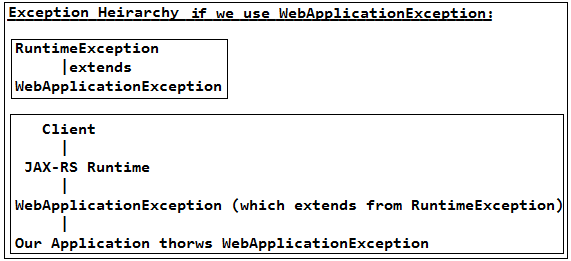 Exception Heirarchy if we use WebApplicationException:
RuntimeException
|extends
WebApplicationException
Client
|
JAX-RS Runtime
|
WebApplicationException (which extends from RuntimeException)
|
Our Application thorws WebApplicationException